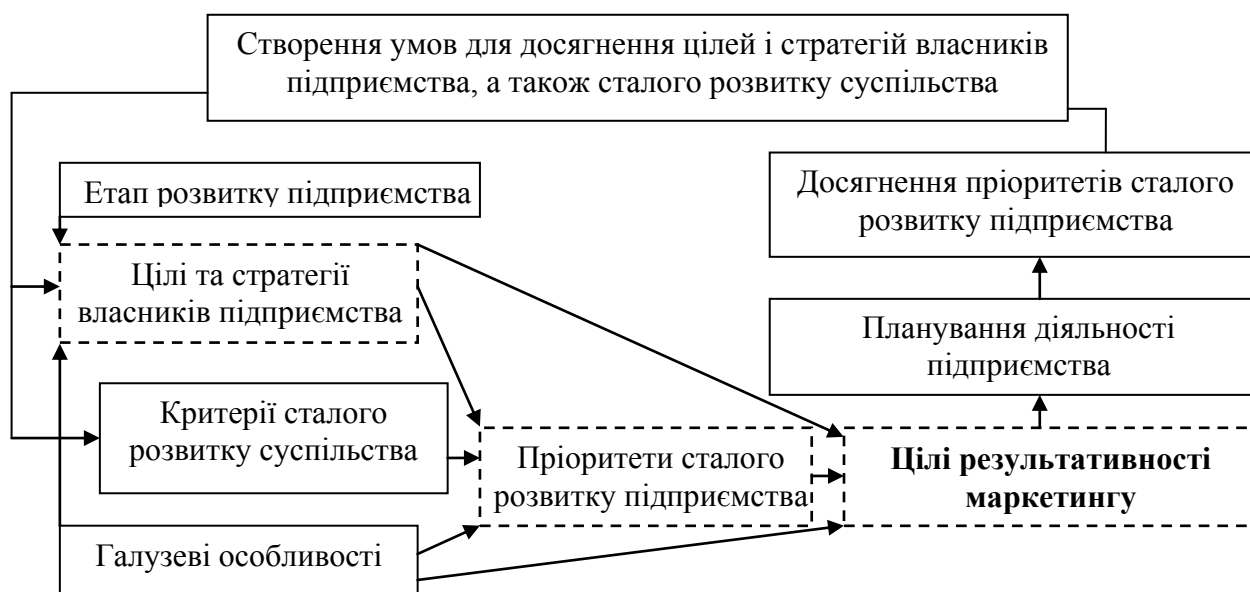 Створення умов для досягнення цілей і стратегій власників
підприємства, а також сталого розвитку суспільства
Етап розвитку підприємства
Досягнення пріоритетів сталого
розвитку підприємства
Цілі та стратегії
власників підприємства
Планування діяльності
підприємства
Критерії сталого
розвитку суспільства
Пріоритети сталого
розвитку підприємства
Цілі результативності
маркетингу
Галузеві особливості